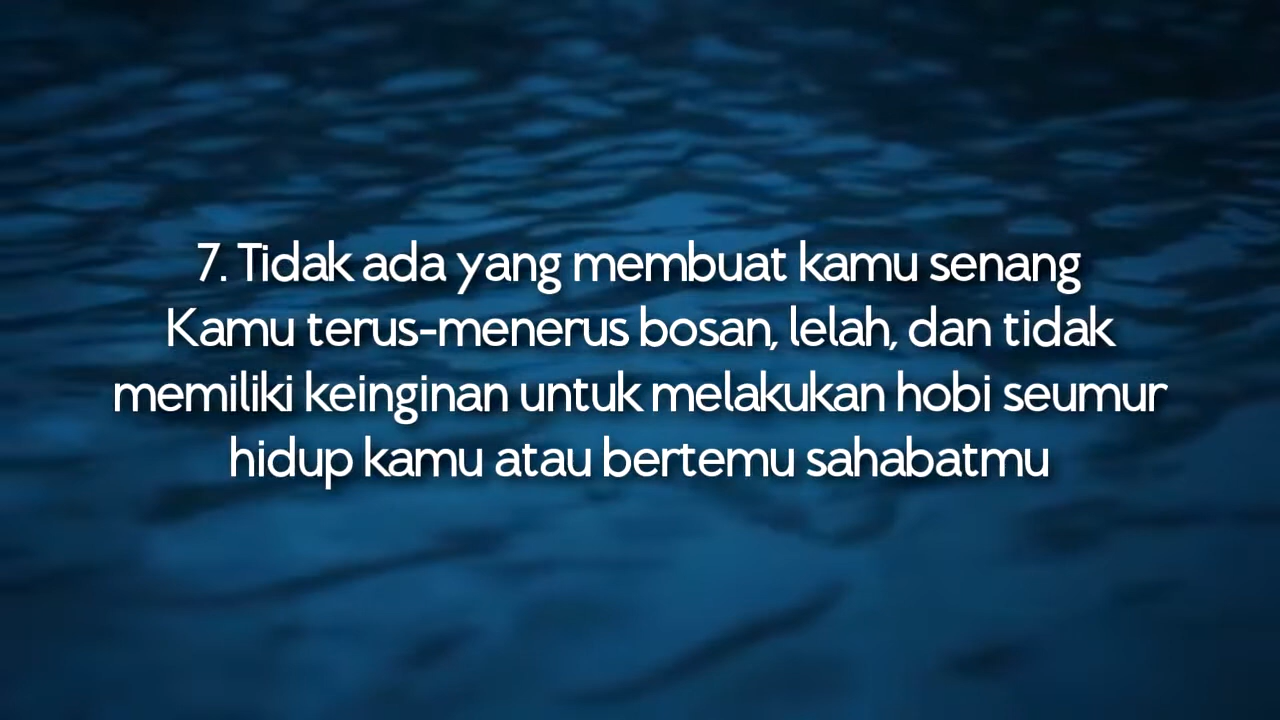 7. Tidak ada yang membuat kamu senang
Kamu terus-menerus bosan, lelah, dan tidak
memiliki keinginan untuk melakukan hobi seumur
hidup kamu atau bertemu sahabatmu